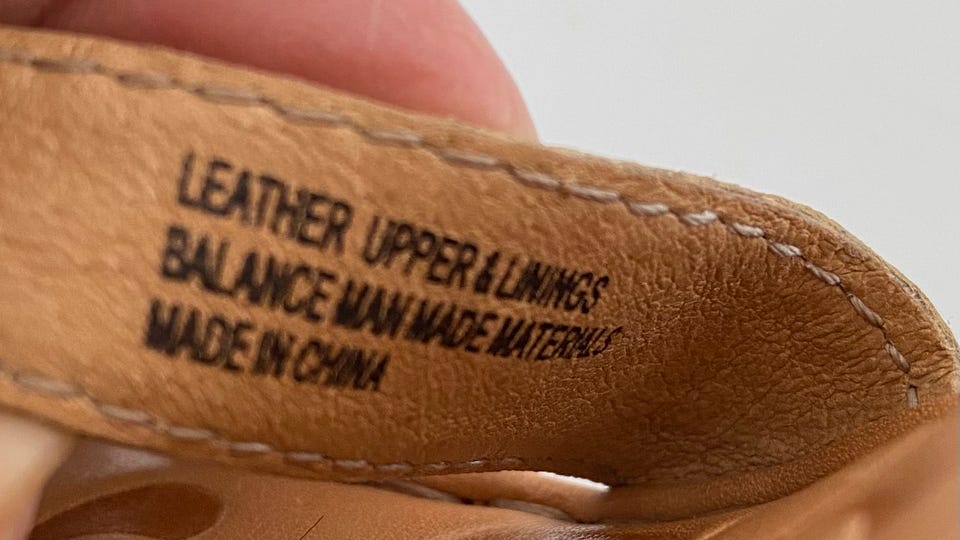 LEATHER UPPER & LININGS
BALANCE MAN MADE MATERIALS
MADE IN CHINA